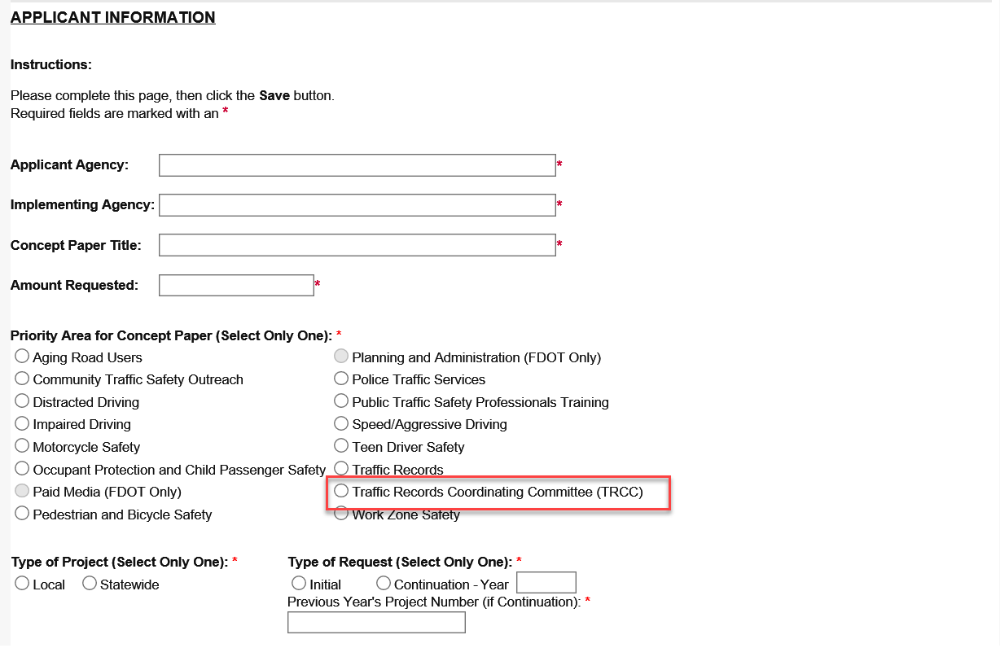 APPLICANT INFORMATION
Instructions:
Please complete this page, then click the Save button.
Required fields are marked with an *
Applicant Agency: *
Implementing Agency: *
Concept Paper Title: *
Amount Requested: *
Priority Area for Concept Paper (Select Only One): *
Aging Road Users
Community Traffic Safety Outreach
Distracted Driving
Impaired Driving
Motorcycle Safety
Occupant Protection and Child Passenger Safety
Paid Media (FDOT Only)
Pedestrian and Bicycle Safety
Planning and Administration (FDOT Only)
Police Traffic Services
Public Traffic Safety Professionals Training
Speed/Aggressive Driving
Teen Driver Safety
Traffic Records
Traffic Records Coordinating Committee (TRCC)
Work Zone Safety
Type of Project (Select Only One): *
Local Statewide
Type of Request (Select Only One): *
Initial Continuation - Year
Previous Year's Project Number (if Continuation): *